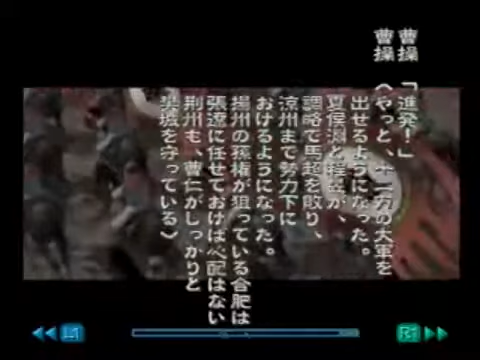 曹操「進発！」
曹操（やっと、十二万の大軍を
出せるようになった。
夏侯淵と程昱が、
調略で馬超を敗り、
涼州まで勢力下に
おけるようになった。
揚州の孫権が狙っている合肥は
張遼に任せておけば心配はない
荊州も、曹仁がしっかりと
樊城を守っている）
L1
R1